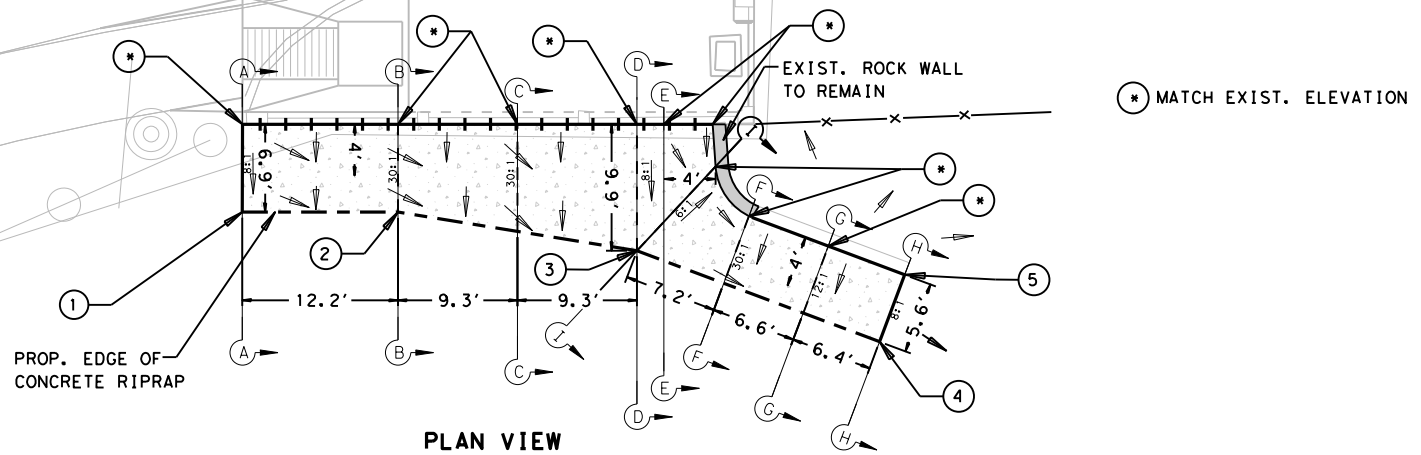 *
*
*
*
A
B
C
D
E
EXIST. ROCK WALL
TO REMAIN
* MATCH EXIST. ELEVATION
I
8:1
6.9'
4'
30:1
30:1
9.9'
8:1
4'
6:1
*
F
G
*
H
1
2
3
5
30:1
4'
12:1
8:1
5.6'
12.2'
9.3'
9.3'
7.2'
6.6'
6.4'
I
PROP. EDGE OF
CONCRETE RIPRAP
A
B
C
D
E
F
G
H
4
PLAN VIEW